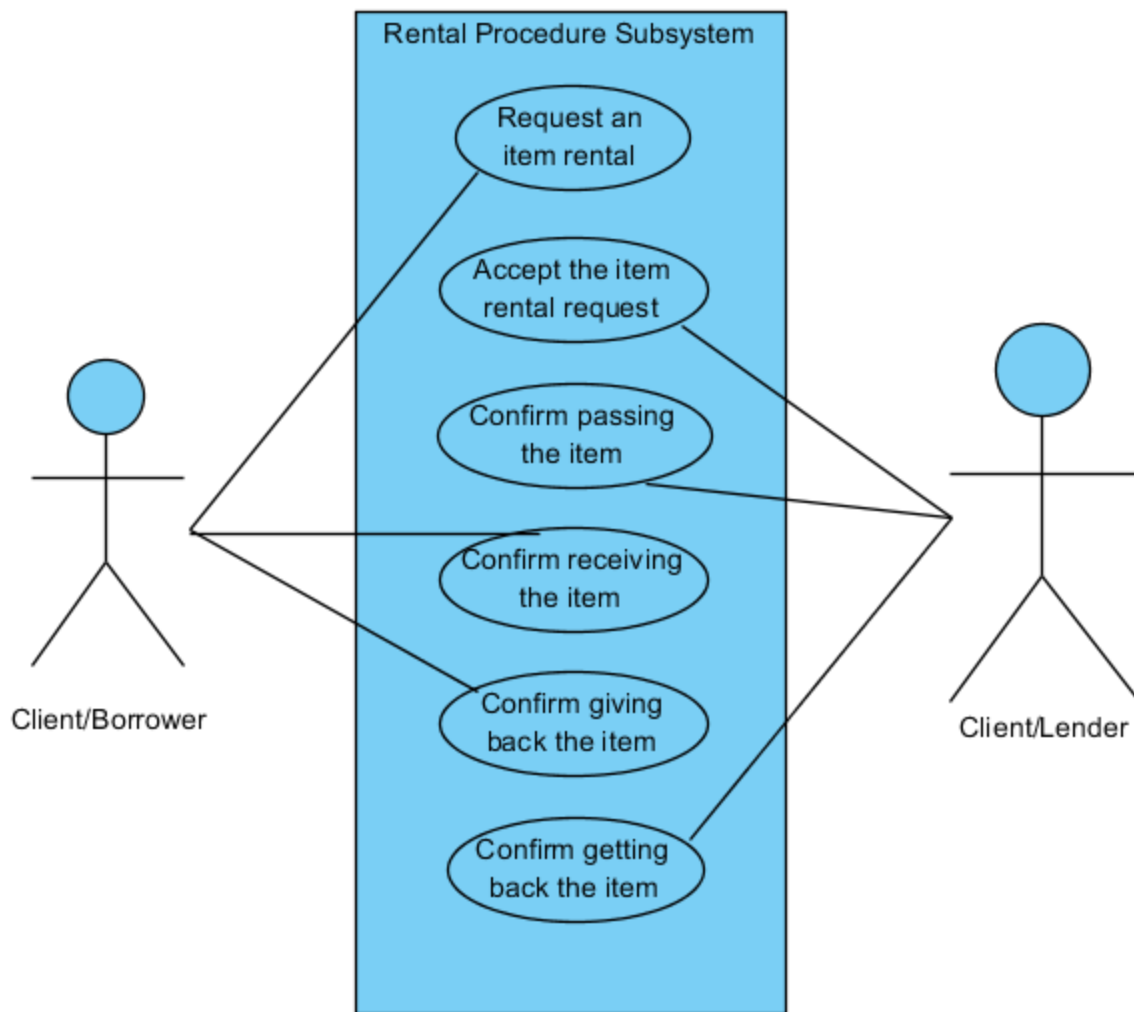 Rental Procedure Subsystem
Request an
item rental
Accept the item
rental request
Confirm passing
the item
Confirm receiving
the item
Confirm giving
back the item
Confirm getting
back the item
Client/Borrower
Client/Lender